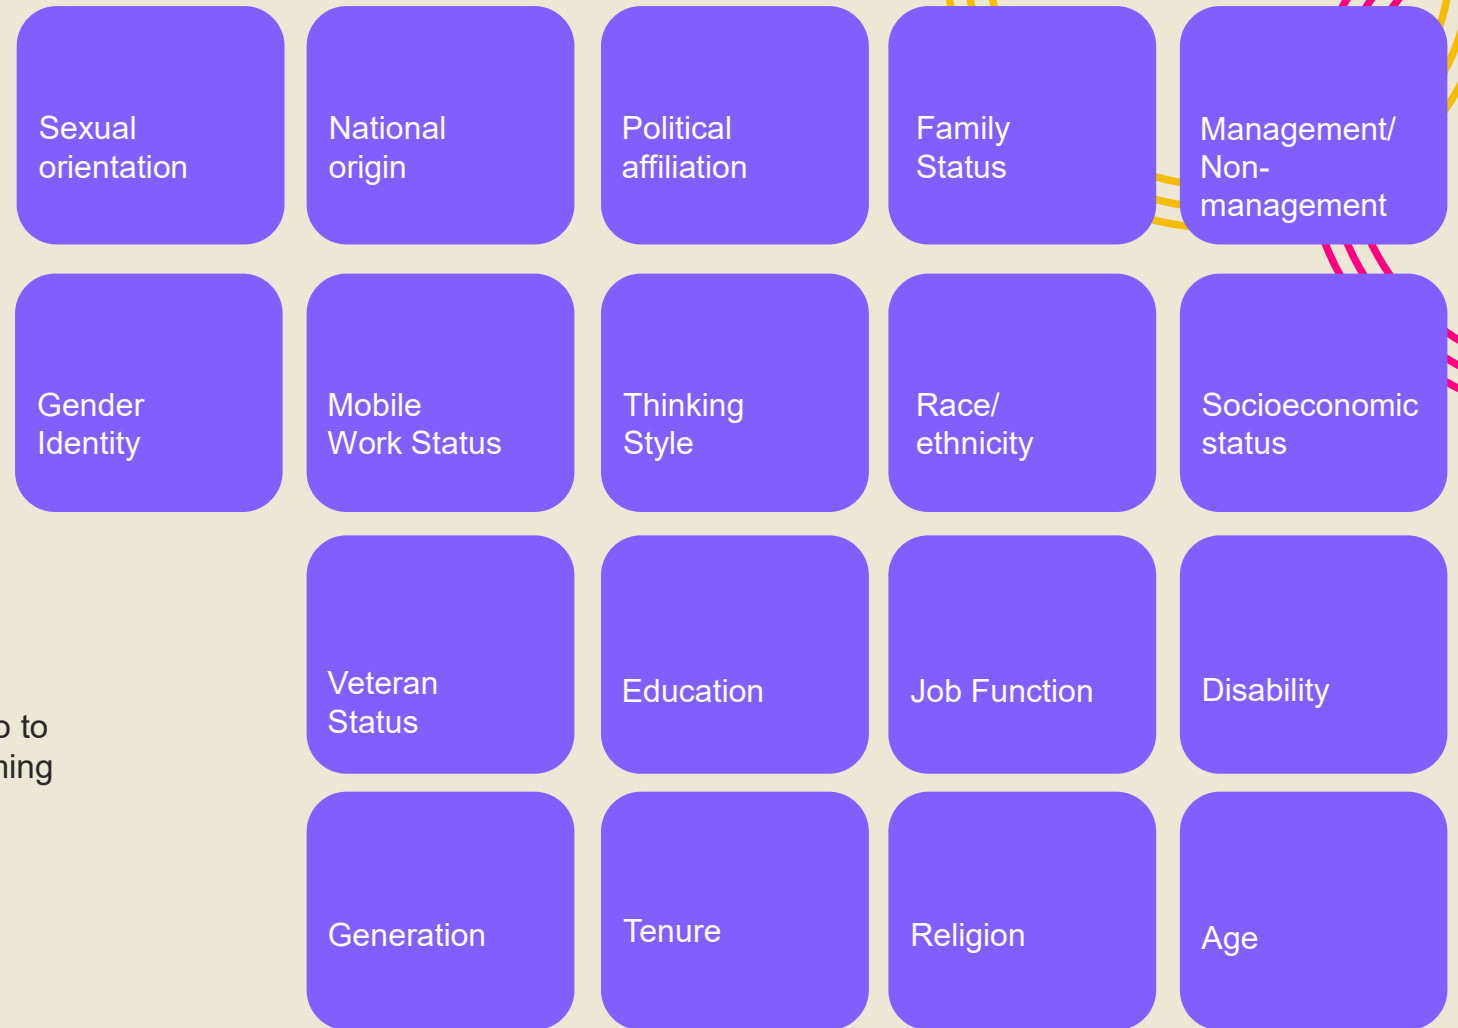 Sexual
orientation
National
origin
Political
affiliation
Family
Status
Management/
Non-
management
Gender
Identity
Mobile
Work Status
Thinking
Style
Race/
ethnicity
Socioeconomic
status
Veteran
Status
Education
Job Function
Disability
to
Generation
Tenure
Religion
Age